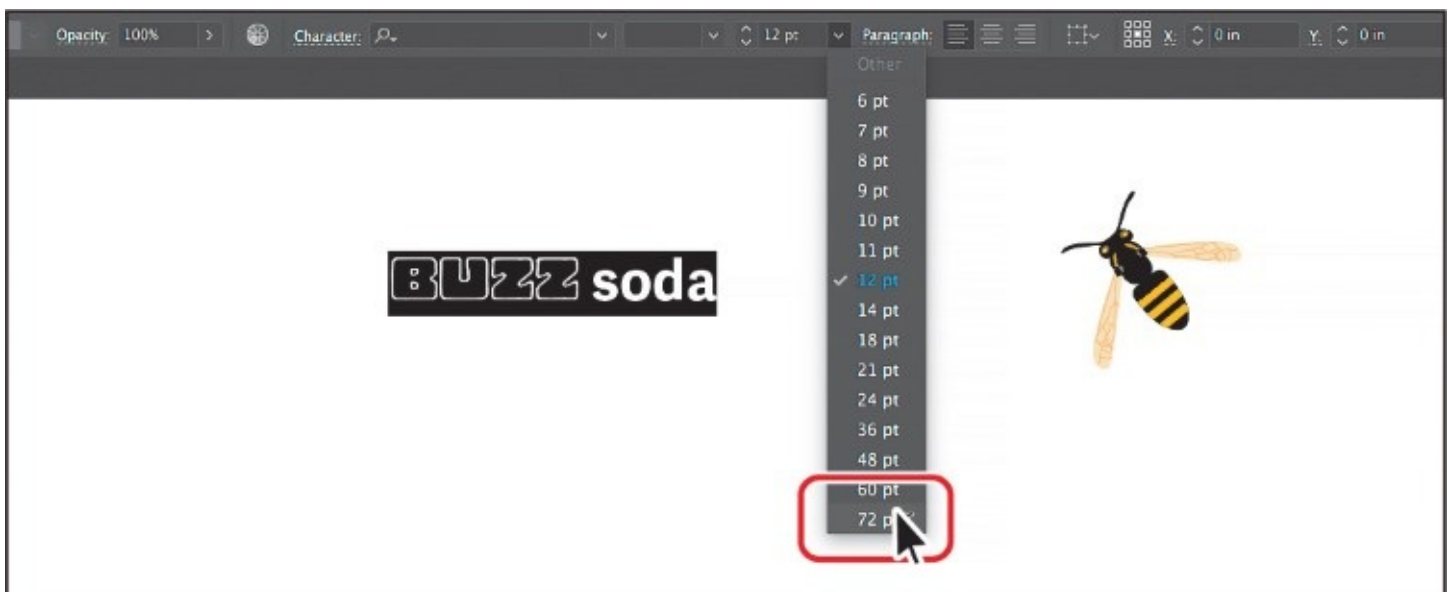 Opacity: 100% Character: 12 pt Paragraph: X: 0 in Y: 0 in
Other
6 pt
7 pt
8 pt
9 pt
10 pt
11 pt
12 pt
14 pt
18 pt
21 pt
24 pt
36 pt
48 pt
60 pt
72 p
BUZZ soda